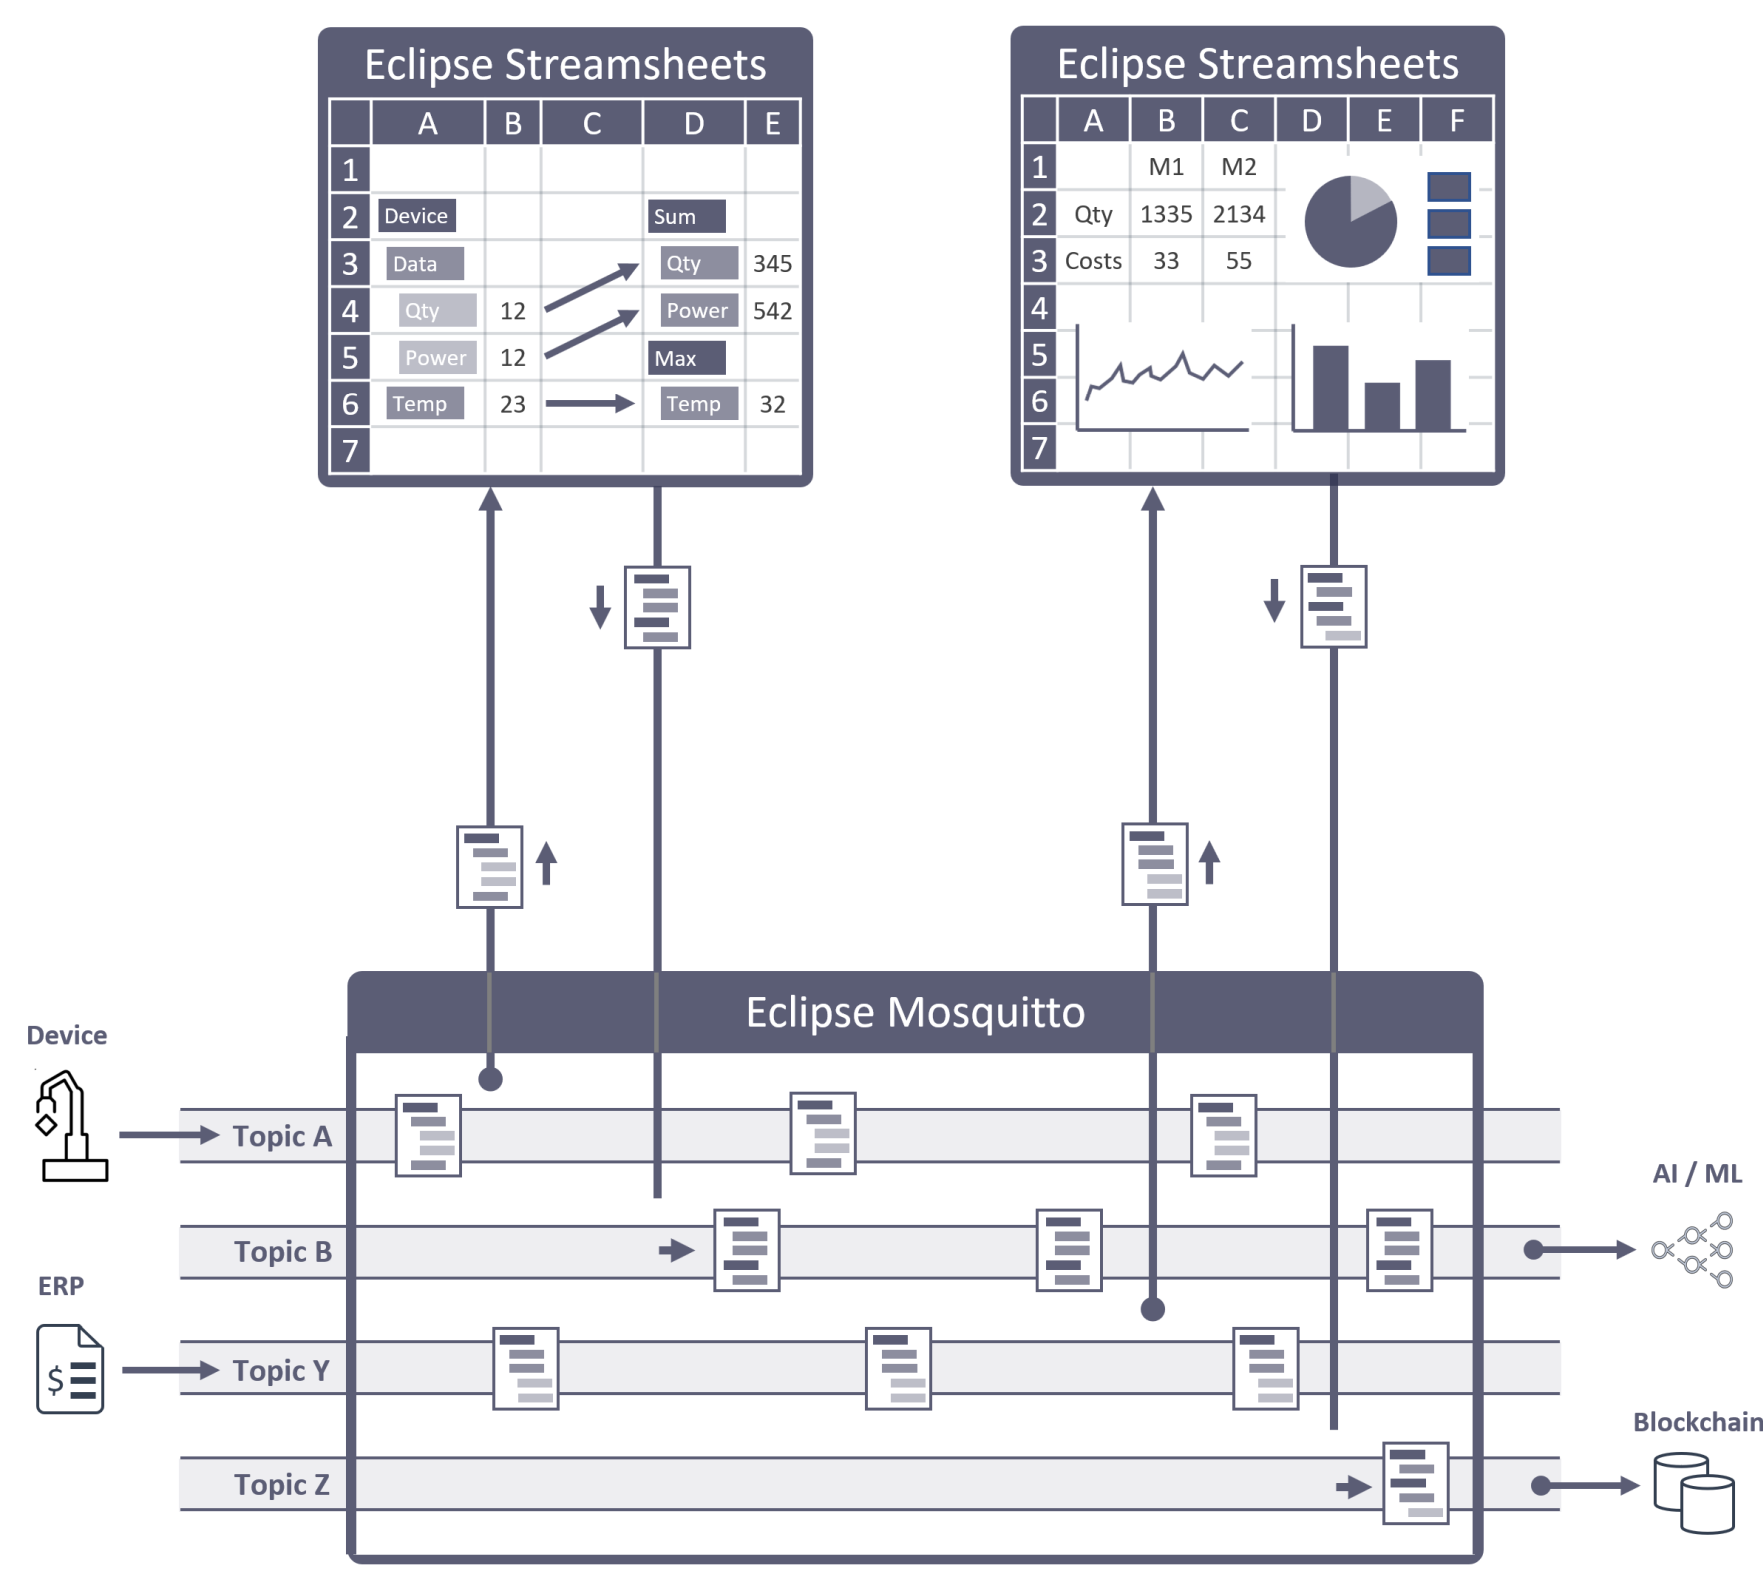 Eclipse Streamsheets
A B C D E
1
2 Device Sum
3 Data Qty 345
4 Qty 12 Power 542
5 Power 12 Max
6 Temp 23 Temp 32
7
Eclipse Streamsheets
A B C D E F
1 M1 M2
2 Qty 1335 2134
3 Costs 33 55
4
5
6
7
Eclipse Mosquitto
Device
Topic A
AI / ML
Topic B
ERP
$
Topic Y
Blockchain
Topic Z